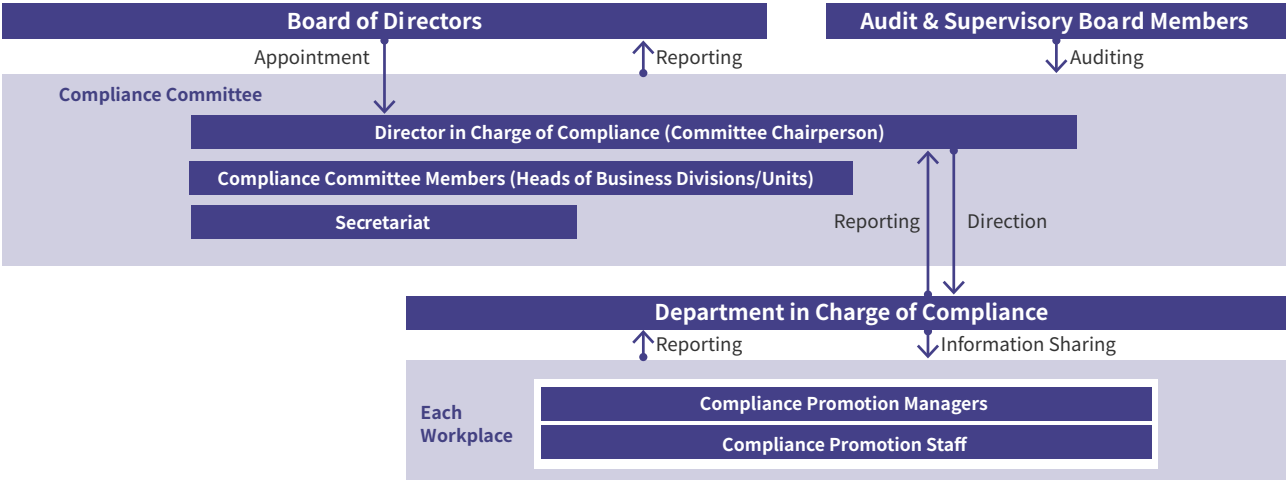 Board of Directors
Audit & Supervisory Board Members
Appointment
Reporting
Auditing
Compliance Committee
Director in Charge of Compliance (Committee Chairperson)
Compliance Committee Members (Heads of Business Divisions/Units)
Secretariat
Reporting
Direction
Department in Charge of Compliance
Reporting
Information Sharing
Each
Workplace
Compliance Promotion Managers
Compliance Promotion Staff